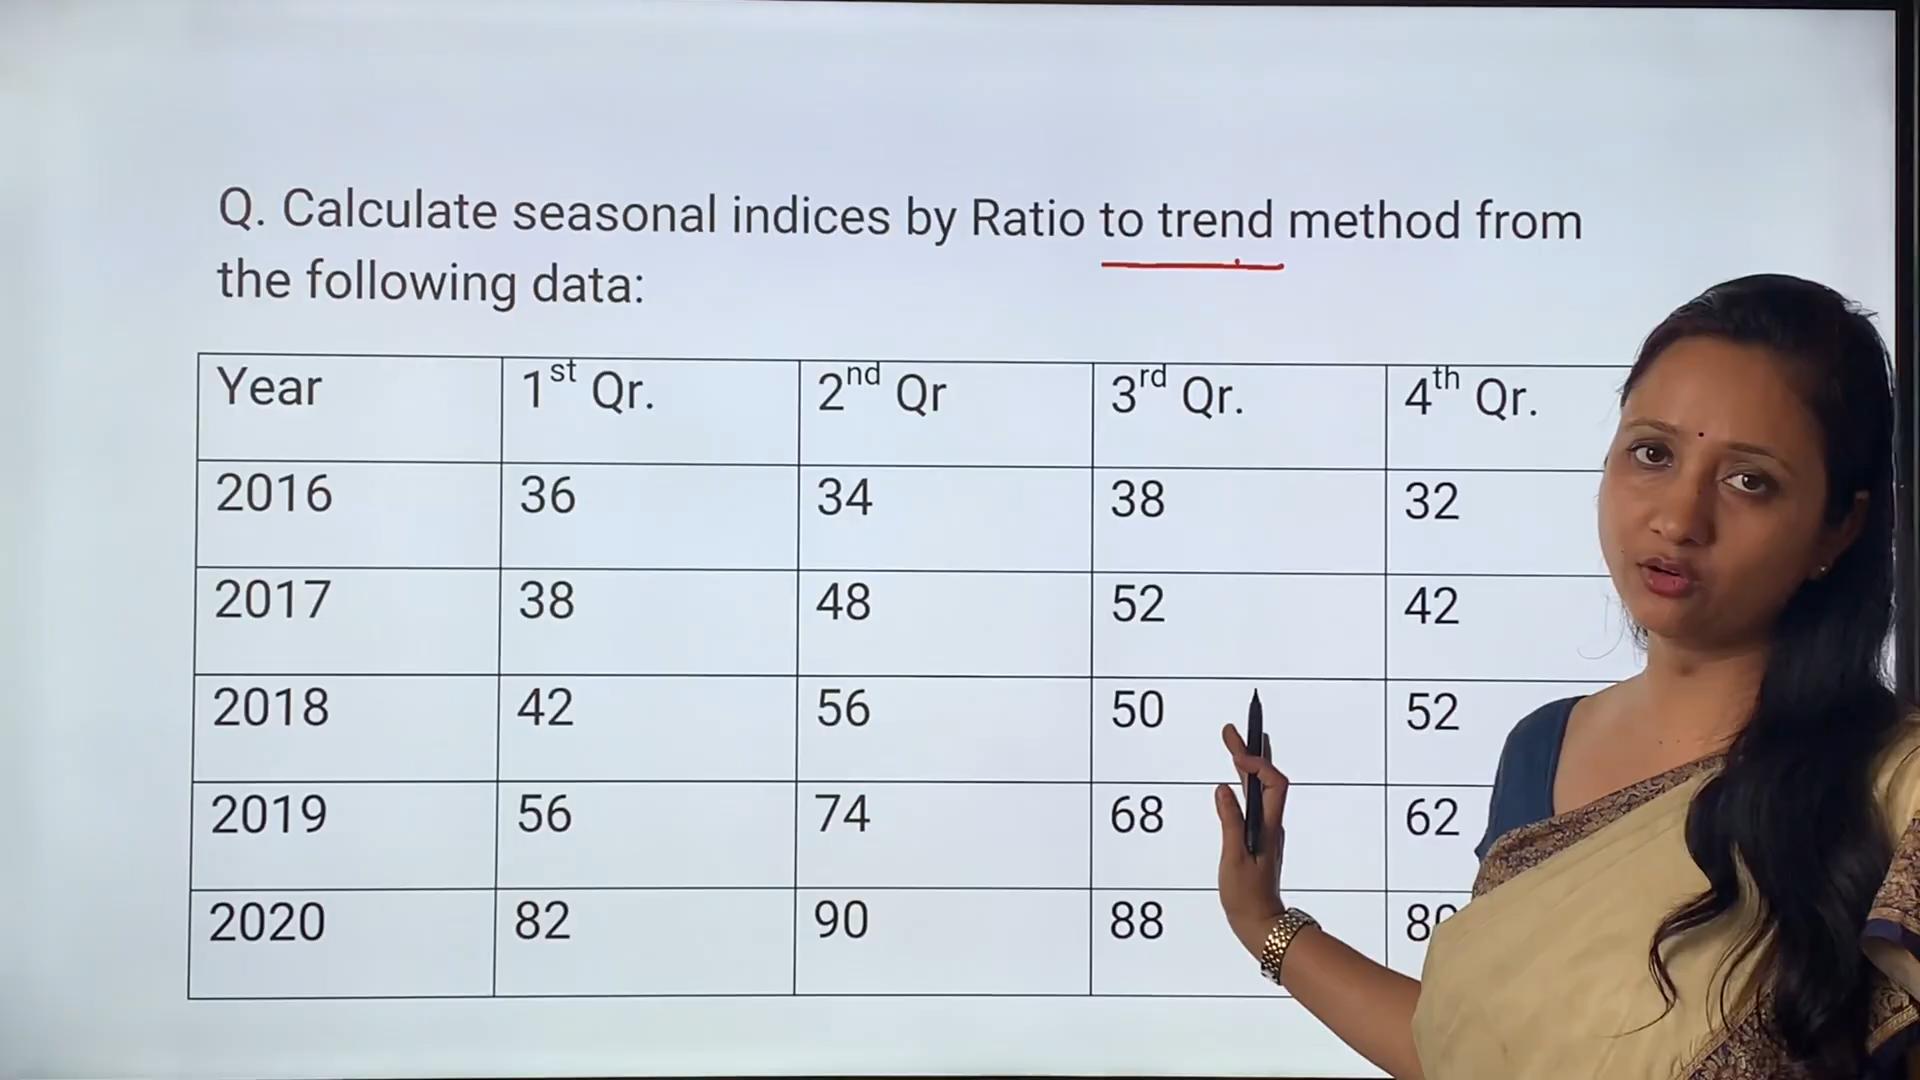 Q. Calculate seasonal indices by Ratio to trend method from
the following data:
Year 1st Qr. 2nd Qr 3rd Qr. 4th Qr.
2016 36 34 38 32
2017 38 48 52 42
2018 42 56 50 52
2019 56 74 68 62
2020 82 90 88